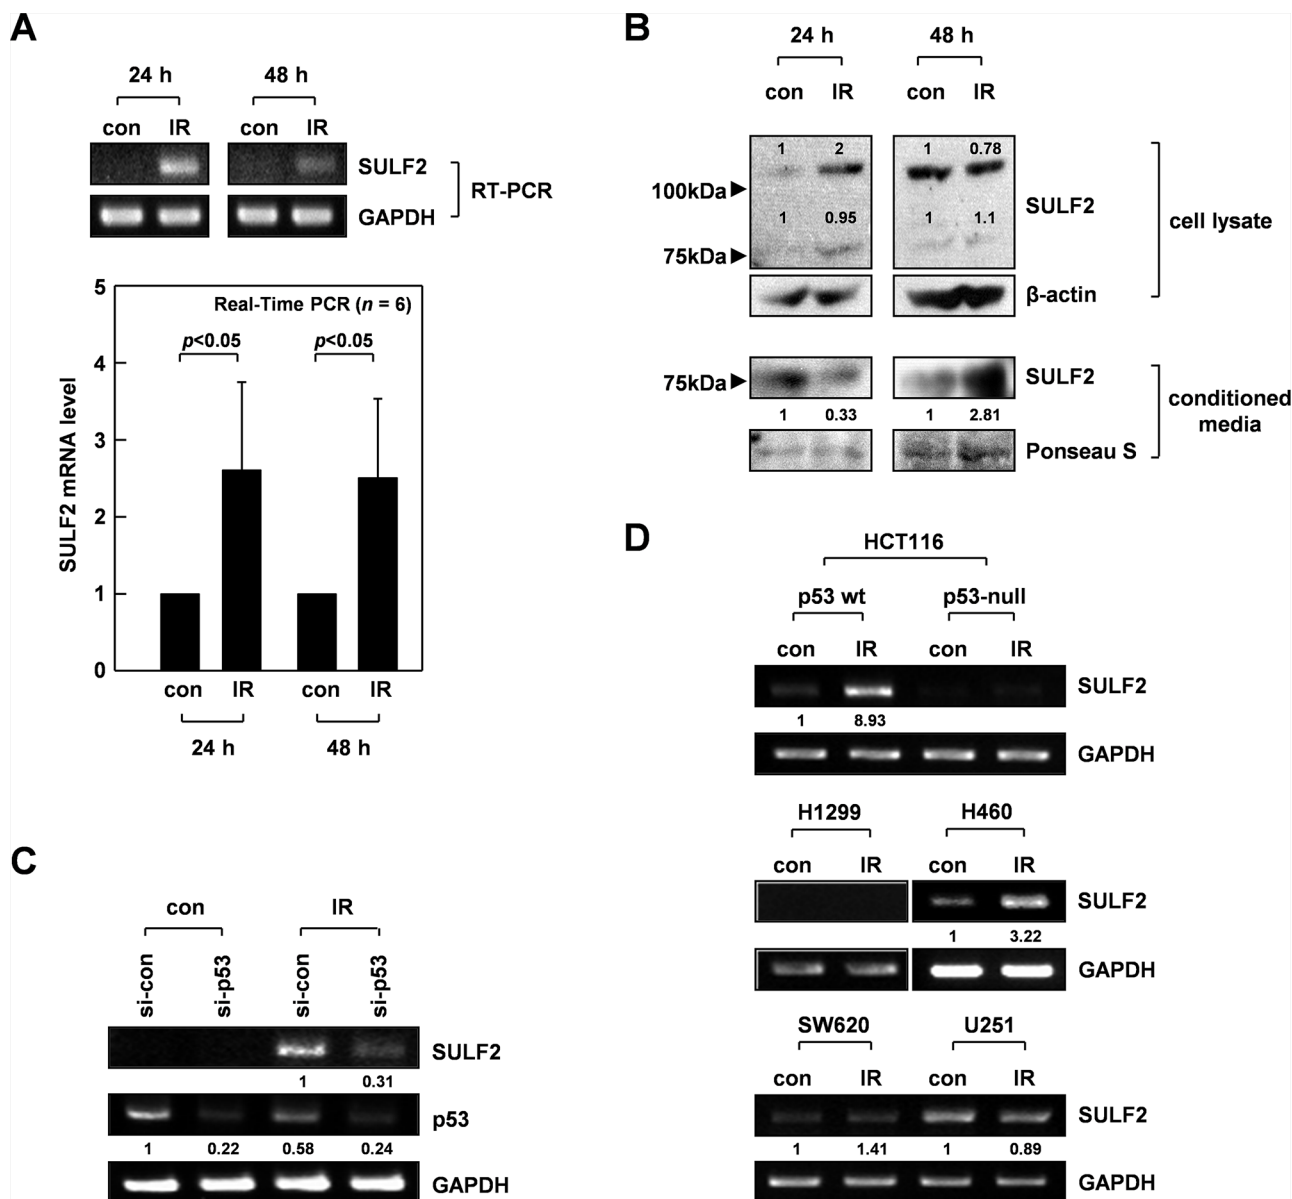 A
24 h 48 h
con IR con IR
SULF2
GAPDH
RT-PCR
5
4
3
2
1
0
SULF2 mRNA level
Real-Time PCR (n = 6)
p<0.05 p<0.05
con IR con IR
24 h 48 h
B
24 h 48 h
con IR con IR
1 2 1 0.78
100kDa
1 0.95 1 1.1
SULF2
75kDa
cell lysate
β-actin
75kDa
SULF2
1 0.33 1 2.81
conditioned
media
Ponseau S
C
con IR
si-con si-p53 si-con si-p53
SULF2
1 0.31
p53
1 0.22 0.58 0.24
GAPDH
D
HCT116
p53 wt p53-null
con IR con IR
SULF2
1 8.93
GAPDH
H1299 H460
con IR con IR
SULF2
1 3.22
GAPDH
SW620 U251
con IR con IR
SULF2
1 1.41 1 0.89
GAPDH